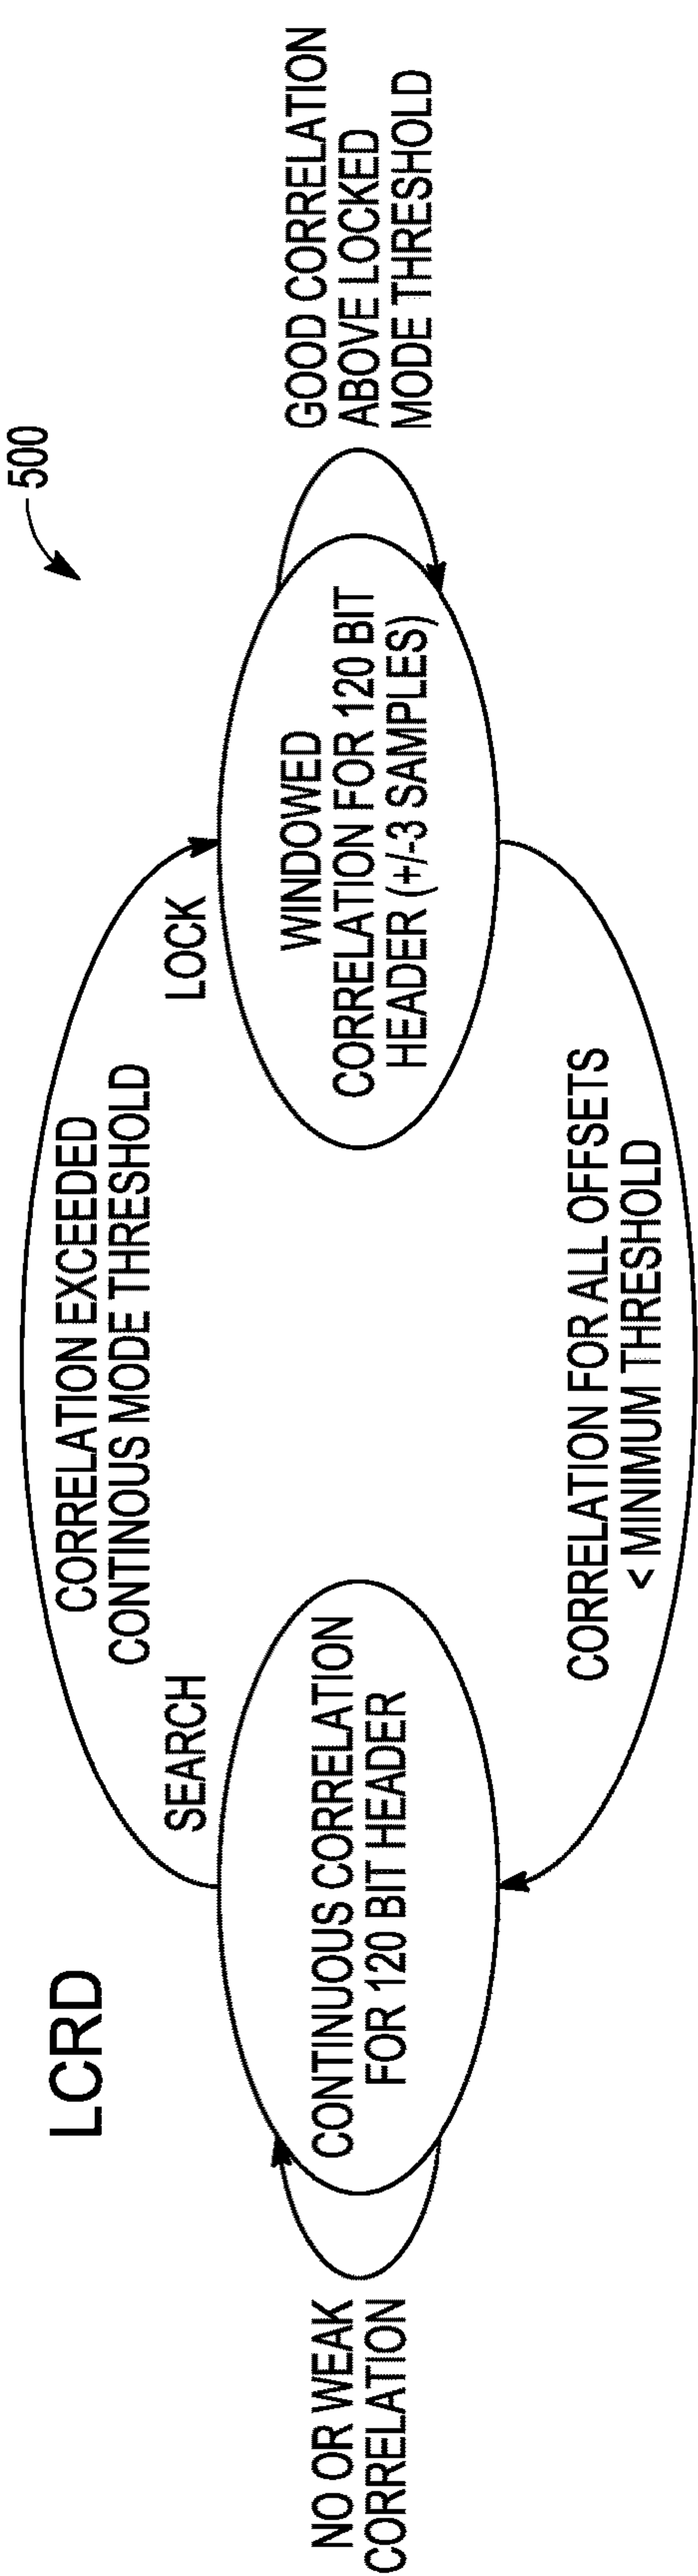 LCRD
500
CORRELATION EXCEEDED
CONTINOUS MODE THRESHOLD
SEARCH
LOCK
NO OR WEAK
CORRELATION
CONTINUOUS CORRELATION
FOR 120 BIT HEADER
WINDOWED
CORRELATION FOR 120 BIT
HEADER (+/-3 SAMPLES)
GOOD CORRELATION
ABOVE LOCKED
MODE THRESHOLD
CORRELATION FOR ALL OFFSETS
< MINIMUM THRESHOLD